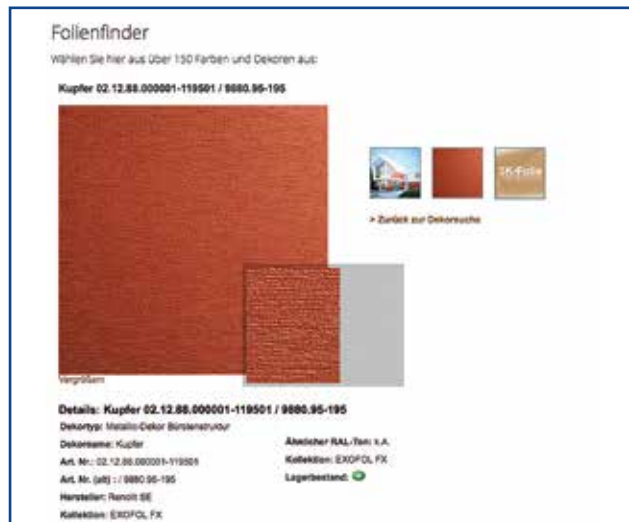 Folienfinder
Wählen Sie hier aus über 150 Farben und Dekoren aus:
Kupfer 02.12.88.000001-119501 / 9880.95-195
1K-Folie
> Zurück zur Dekorsuche
Vergrößern
Details: Kupfer 02.12.88.000001-119501 / 9880.95-195
Dekortyp: Metallic-Dekor Bürstenstruktur
Dekorname: Kupfer
Ähnlicher RAL-Ton: k.A.
Art. Nr.: 02.12.88.000001-119501
Kollektion: EXOFOL FX
Art. Nr. (alt) : / 9880.95-195
Lagerbestand:
Hersteller: Renolit SE
Kollektion: EXOFOL FX